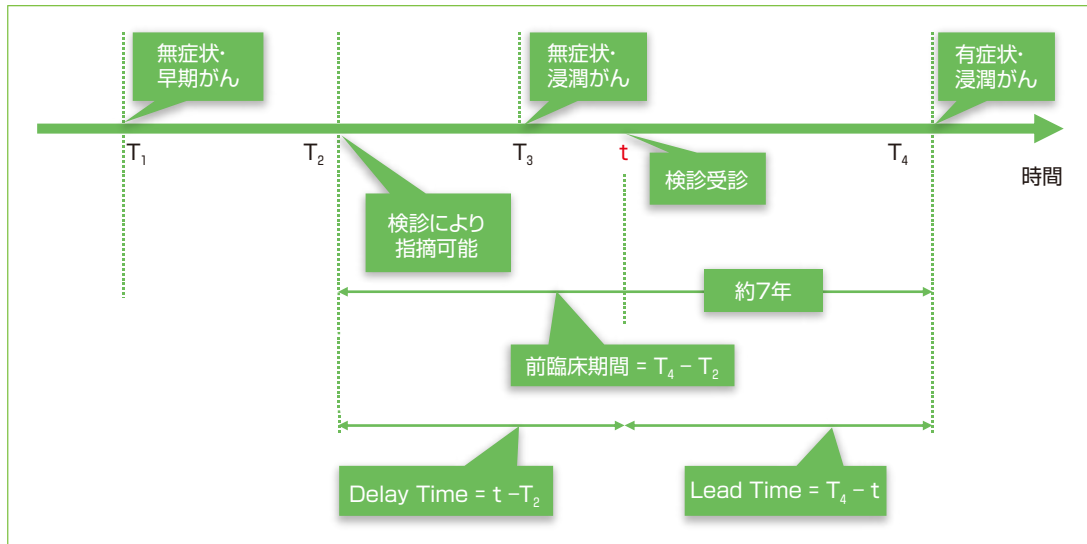 無症状・
早期がん
無症状・
浸潤がん
有症状・
浸潤がん
T₁
T₂
T₃
t
T₄
時間
検診受診
検診により
指摘可能
約7年
前臨床期間 = T₄ − T₂
Delay Time = t −T₂
Lead Time = T₄ − t